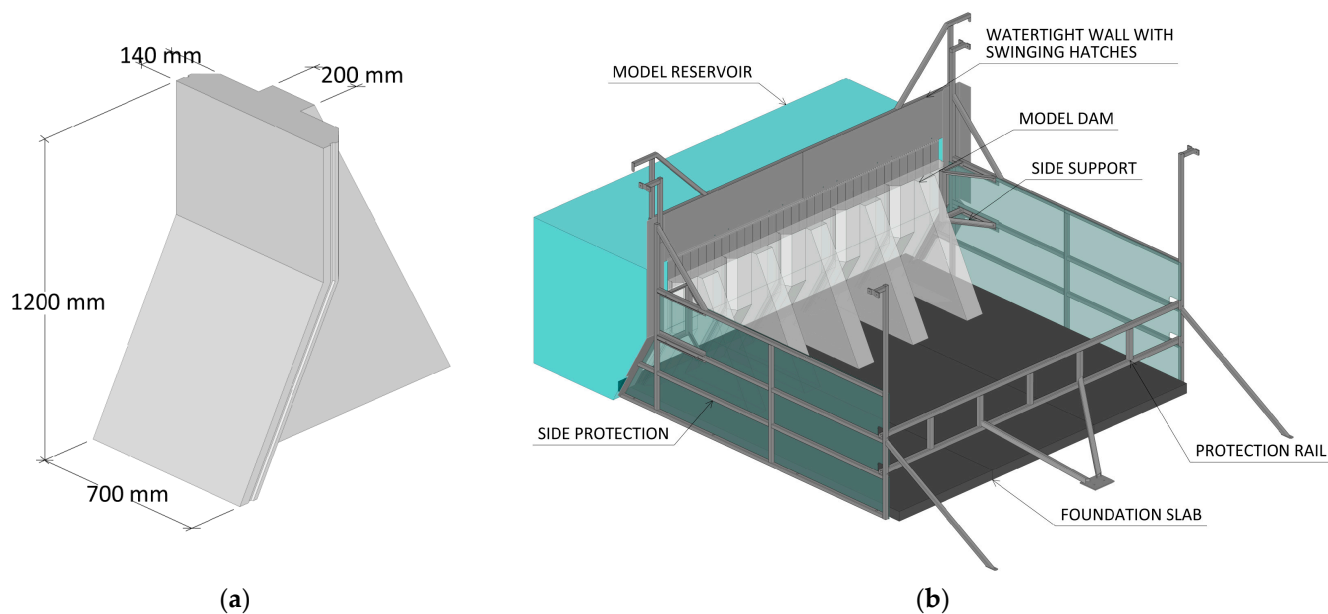 140 mm
200 mm
1200 mm
700 mm
(a)
WATERTIGHT WALL WITH
SWINGING HATCHES
MODEL RESERVOIR
MODEL DAM
SIDE SUPPORT
SIDE PROTECTION
PROTECTION RAIL
FOUNDATION SLAB
(b)